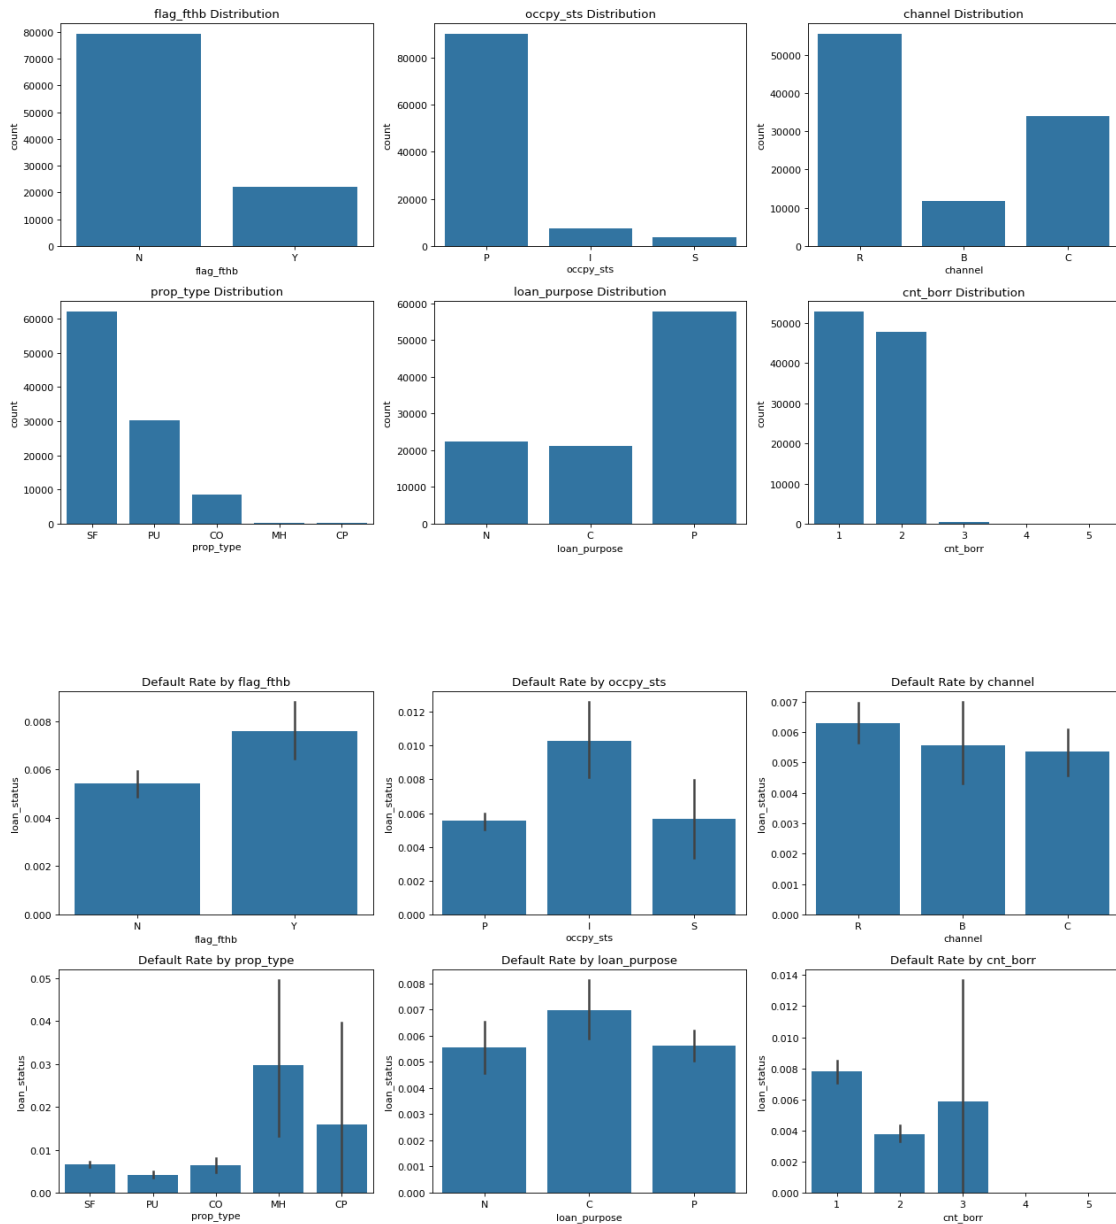 flag_fthb Distribution
80000
70000
60000
50000
40000
30000
20000
10000
0
count
N Y
flag_fthb
occpy_sts Distribution
80000
60000
40000
20000
0
count
P I S
occpy_sts
channel Distribution
50000
40000
30000
20000
10000
0
count
R B C
channel
prop_type Distribution
60000
50000
40000
30000
20000
10000
0
count
SF PU CO MH CP
prop_type
loan_purpose Distribution
60000
50000
40000
30000
20000
10000
0
count
N C P
loan_purpose
cnt_borr Distribution
50000
40000
30000
20000
10000
0
count
1 2 3 4 5
cnt_borr
Default Rate by flag_fthb
0.008
0.006
0.004
0.002
0.000
loan_status
N Y
flag_fthb
Default Rate by occpy_sts
0.012
0.010
0.008
0.006
0.004
0.002
0.000
loan_status
P I S
occpy_sts
Default Rate by channel
0.007
0.006
0.005
0.004
0.003
0.002
0.001
0.000
loan_status
R B C
channel
Default Rate by prop_type
0.05
0.04
0.03
0.02
0.01
0.00
loan_status
SF PU CO MH CP
prop_type
Default Rate by loan_purpose
0.008
0.007
0.006
0.005
0.004
0.003
0.002
0.001
0.000
loan_status
N C P
loan_purpose
Default Rate by cnt_borr
0.014
0.012
0.010
0.008
0.006
0.004
0.002
0.000
loan_status
1 2 3 4 5
cnt_borr